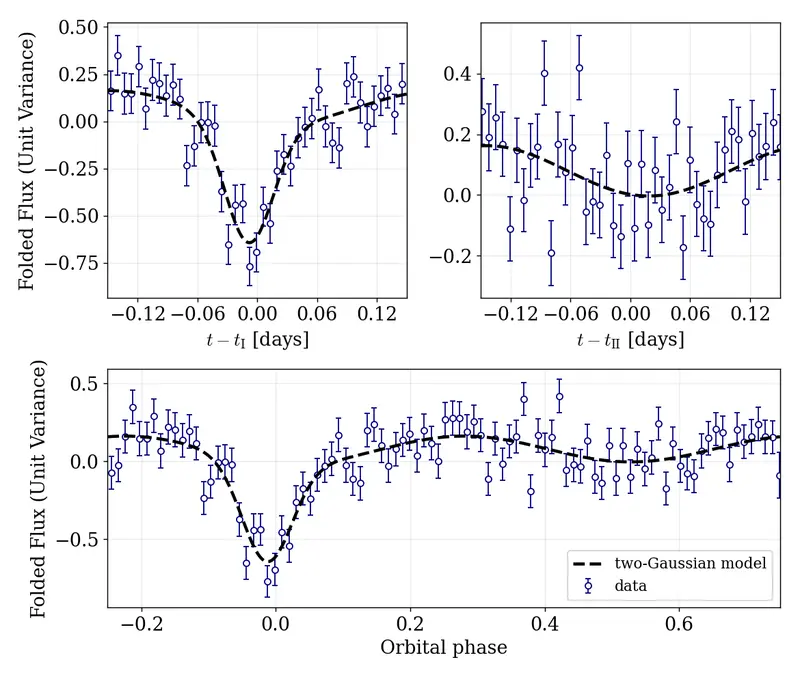 Folded Flux (Unit Variance)
0.50
0.25
0.00
−0.25
−0.50
−0.75
−0.12 −0.06 0.00 0.06 0.12
t − tI [days]
0.4
0.2
0.0
−0.2
−0.12 −0.06 0.00 0.06 0.12
t − tII [days]
Folded Flux (Unit Variance)
0.5
0.0
−0.5
two-Gaussian model
data
−0.2 0.0 0.2 0.4 0.6
Orbital phase